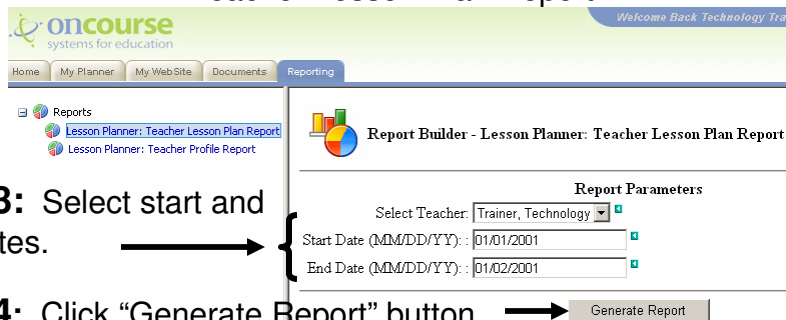 Lesson Plan Report
oncourse
systems for education
Welcome Back Technology Tra
Home My Planner My WebSite Documents Reporting
Reports
Lesson Planner: Teacher Lesson Plan Report
Lesson Planner: Teacher Profile Report
Report Builder - Lesson Planner: Teacher Lesson Plan Report
Report Parameters
3: Select start and
tes.
Select Teacher: Trainer, Technology
Start Date (MM/DD/YY): : 01/01/2001
End Date (MM/DD/YY): : 01/02/2001
4: Click “Generate Report” button
Generate Report